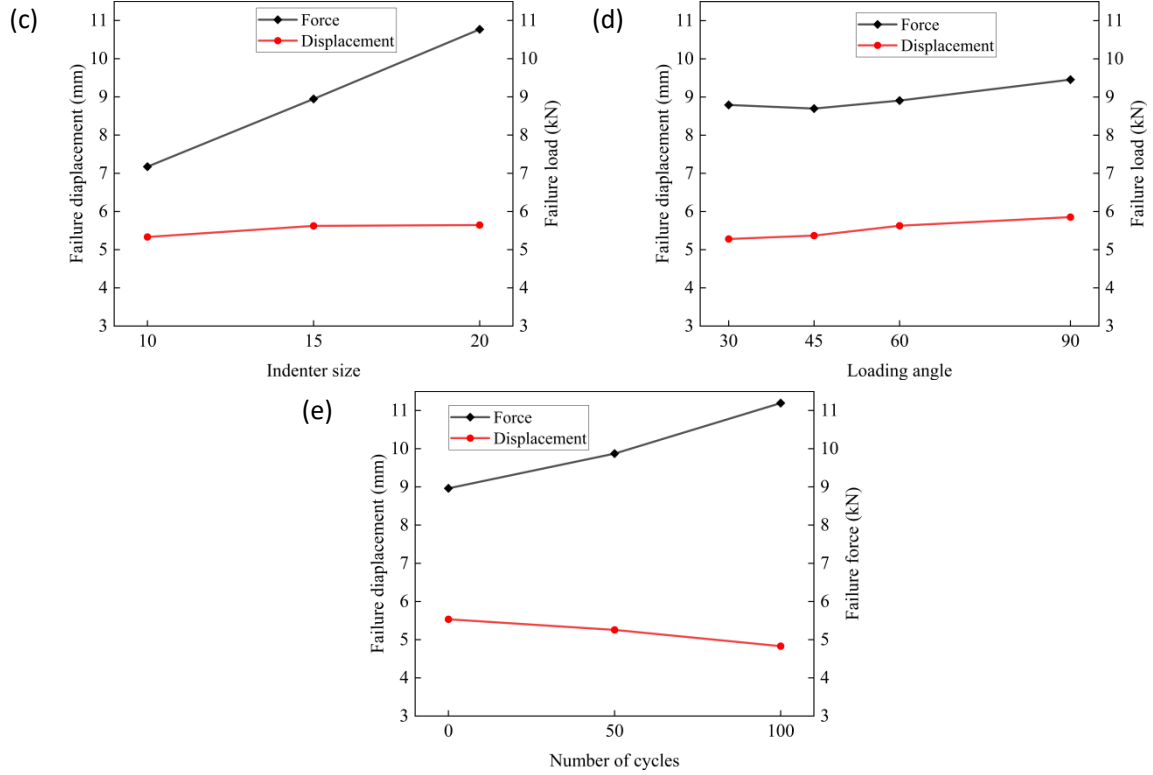 (c)
Force
Displacement
Failure diaplacement (mm)
11
10
9
8
7
6
5
4
3
Failure load (kN)
11
10
9
8
7
6
5
4
3
10 15 20
Indenter size
(d)
Force
Displacement
Failure diaplacement (mm)
11
10
9
8
7
6
5
4
3
Failure load (kN)
11
10
9
8
7
6
5
4
3
30 45 60 90
Loading angle
(e)
Force
Displacement
Failure diaplacement (mm)
11
10
9
8
7
6
5
4
3
Failure force (kN)
11
10
9
8
7
6
5
4
3
0 50 100
Number of cycles